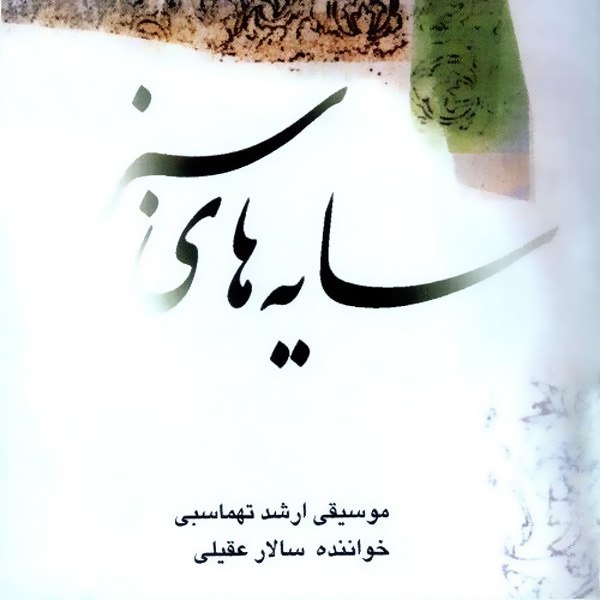 سایه های سبز
موسیقی ارشد تهماسبی
خواننده سالار عقیلی